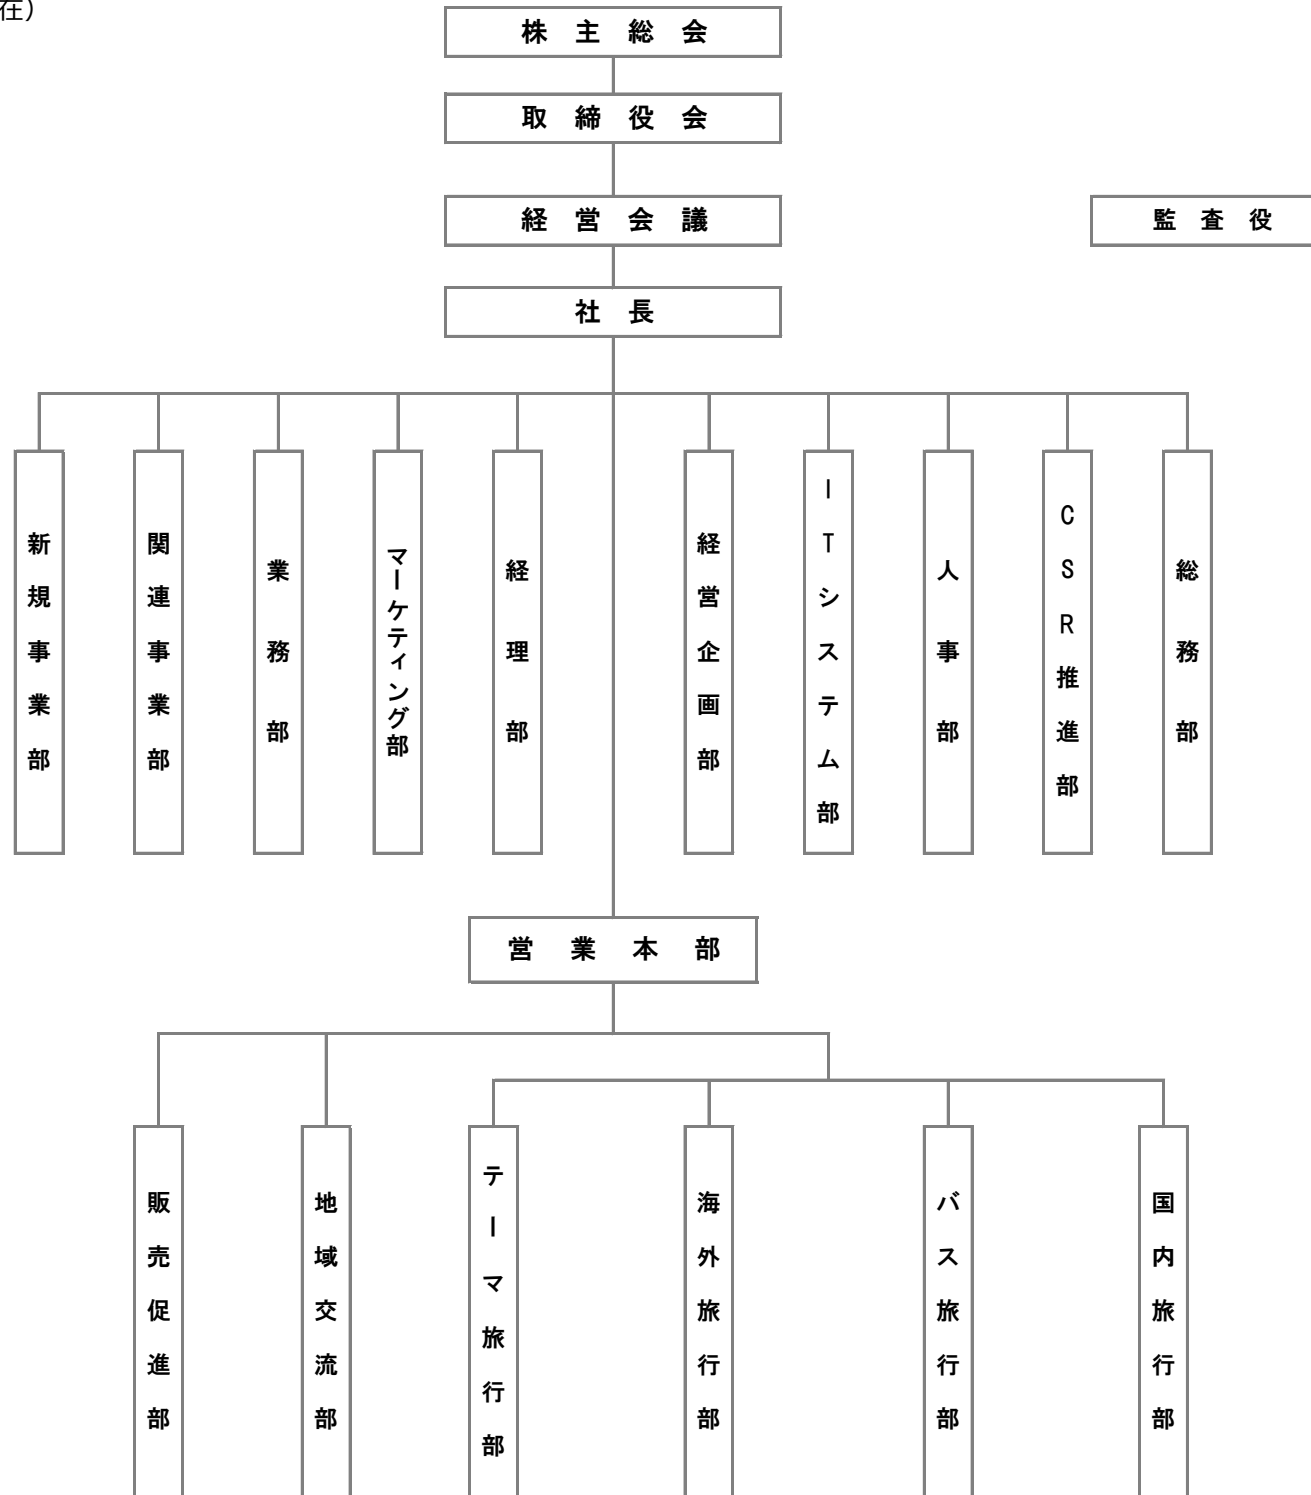 在）
株主総会
取締役会
経営会議
監査役
社長
新規事業部
関連事業部
業務部
マーケティング部
経理部
経営企画部
ITシステム部
人事部
CSR推進部
総務部
営業本部
販売促進部
地域交流部
テーマ旅行部
海外旅行部
バス旅行部
国内旅行部